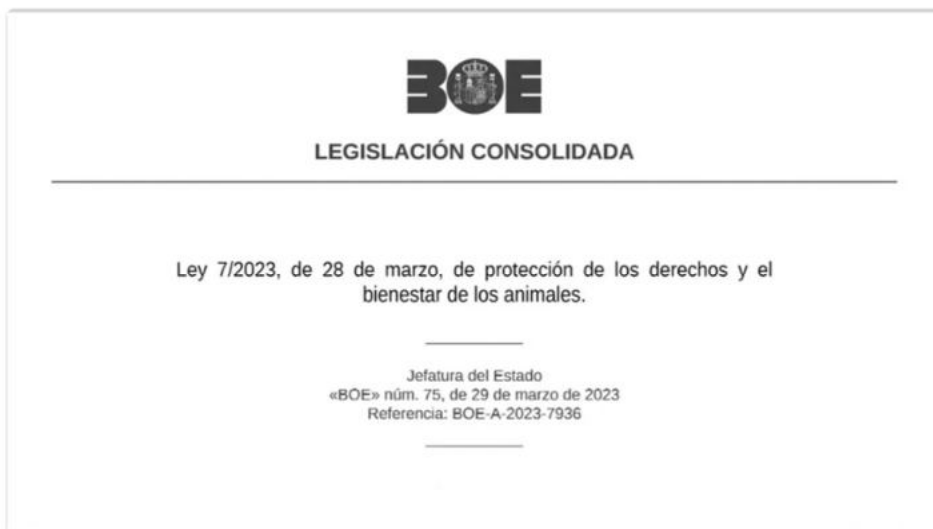 BOE
LEGISLACIÓN CONSOLIDADA
Ley 7/2023, de 28 de marzo, de protección de los derechos y el
bienestar de los animales.
Jefatura del Estado
«BOE» núm. 75, de 29 de marzo de 2023
Referencia: BOE-A-2023-7936